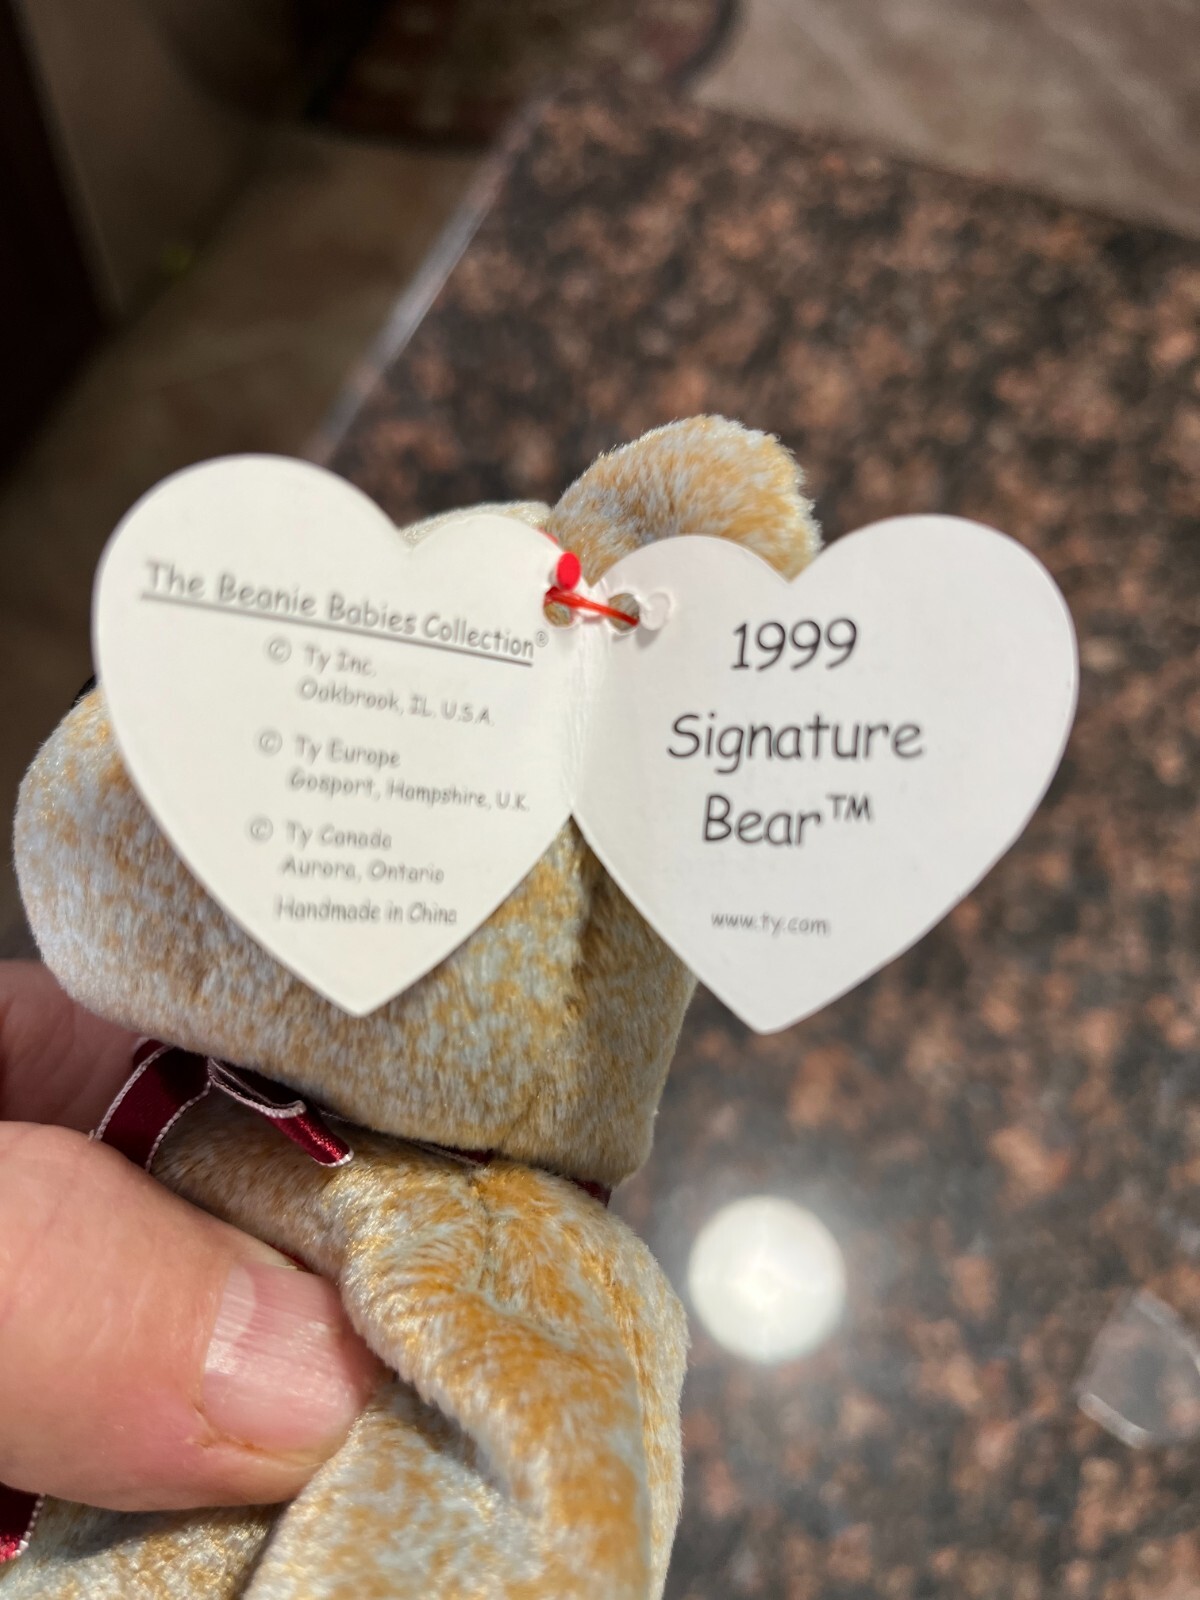 The Beanie Babies Collection®
© Ty Inc.
Oakbrook, IL. U.S.A.
© Ty Europe
Gosport, Hampshire, U.K.
© Ty Canada
Aurora, Ontario
Handmade in China
1999
Signature
Bear™
www.ty.com